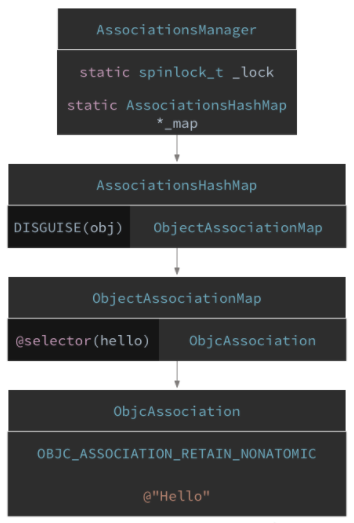 AssociationsManager
static spinlock_t _lock
static AssociationsHashMap
*_map
AssociationsHashMap
DISGUISE(obj) ObjectAssociationMap
ObjectAssociationMap
@selector(hello) ObjcAssociation
ObjcAssociation
OBJC_ASSOCIATION_RETAIN_NONATOMIC
@"Hello"